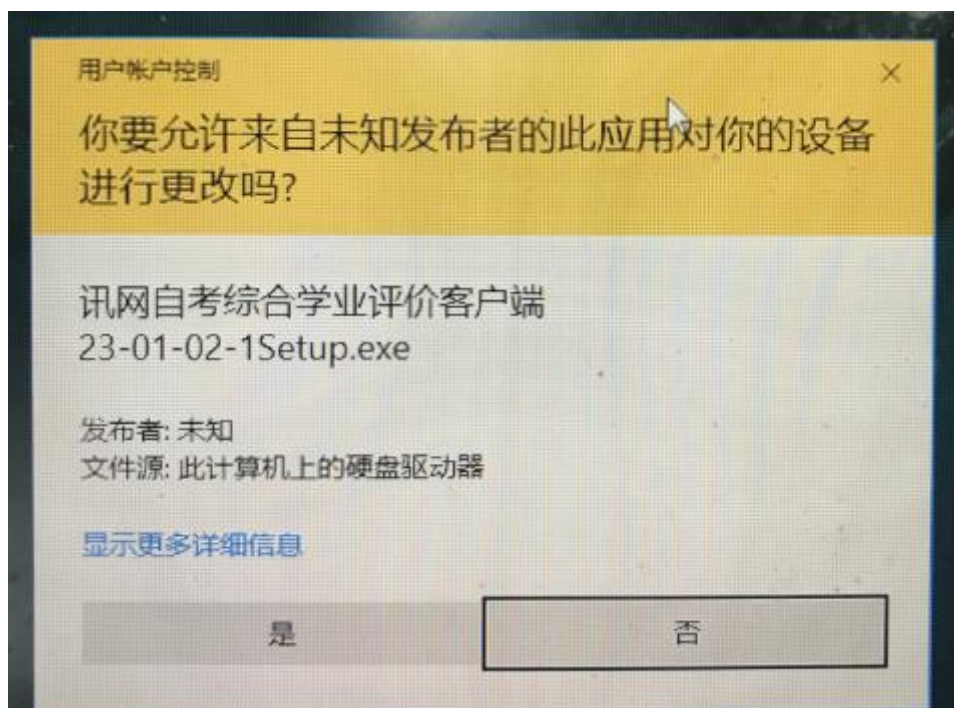 用户帐户控制
你要允许来自未知发布者的此应用对你的设备
进行更改吗?
讯网自考综合学业评价客户端
23-01-02-1Setup.exe
发布者: 未知
文件源: 此计算机上的硬盘驱动器
显示更多详细信息
是
否